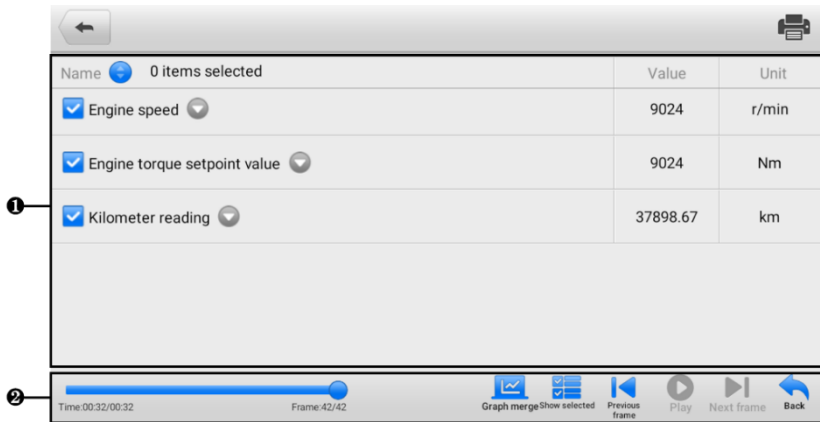 Name 0 items selected Value Unit
Engine speed 9024 r/min
Engine torque setpoint value 9024 Nm
❶
Kilometer reading 37898.67 km
❷
Time:00:32/00:32 Frame:42/42 Graph merge Show selected Previous frame Play Next frame Back